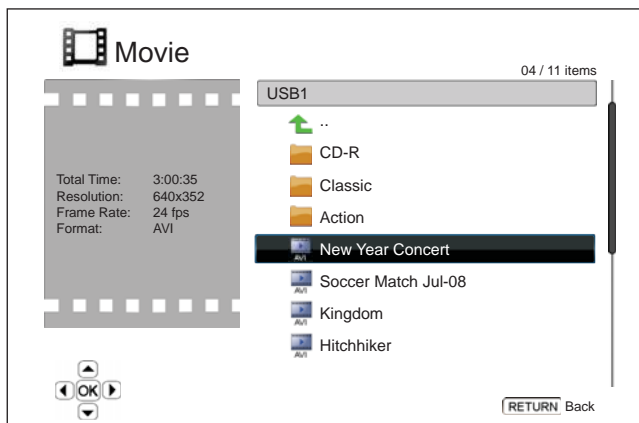 Movie
04 / 11 items
USB1
..
CD-R
Classic
Action
New Year Concert
AVI
Soccer Match Jul-08
AVI
Kingdom
AVI
Hitchhiker
AVI
Total Time: 3:00:35
Resolution: 640x352
Frame Rate: 24 fps
Format: AVI
OK
RETURN Back